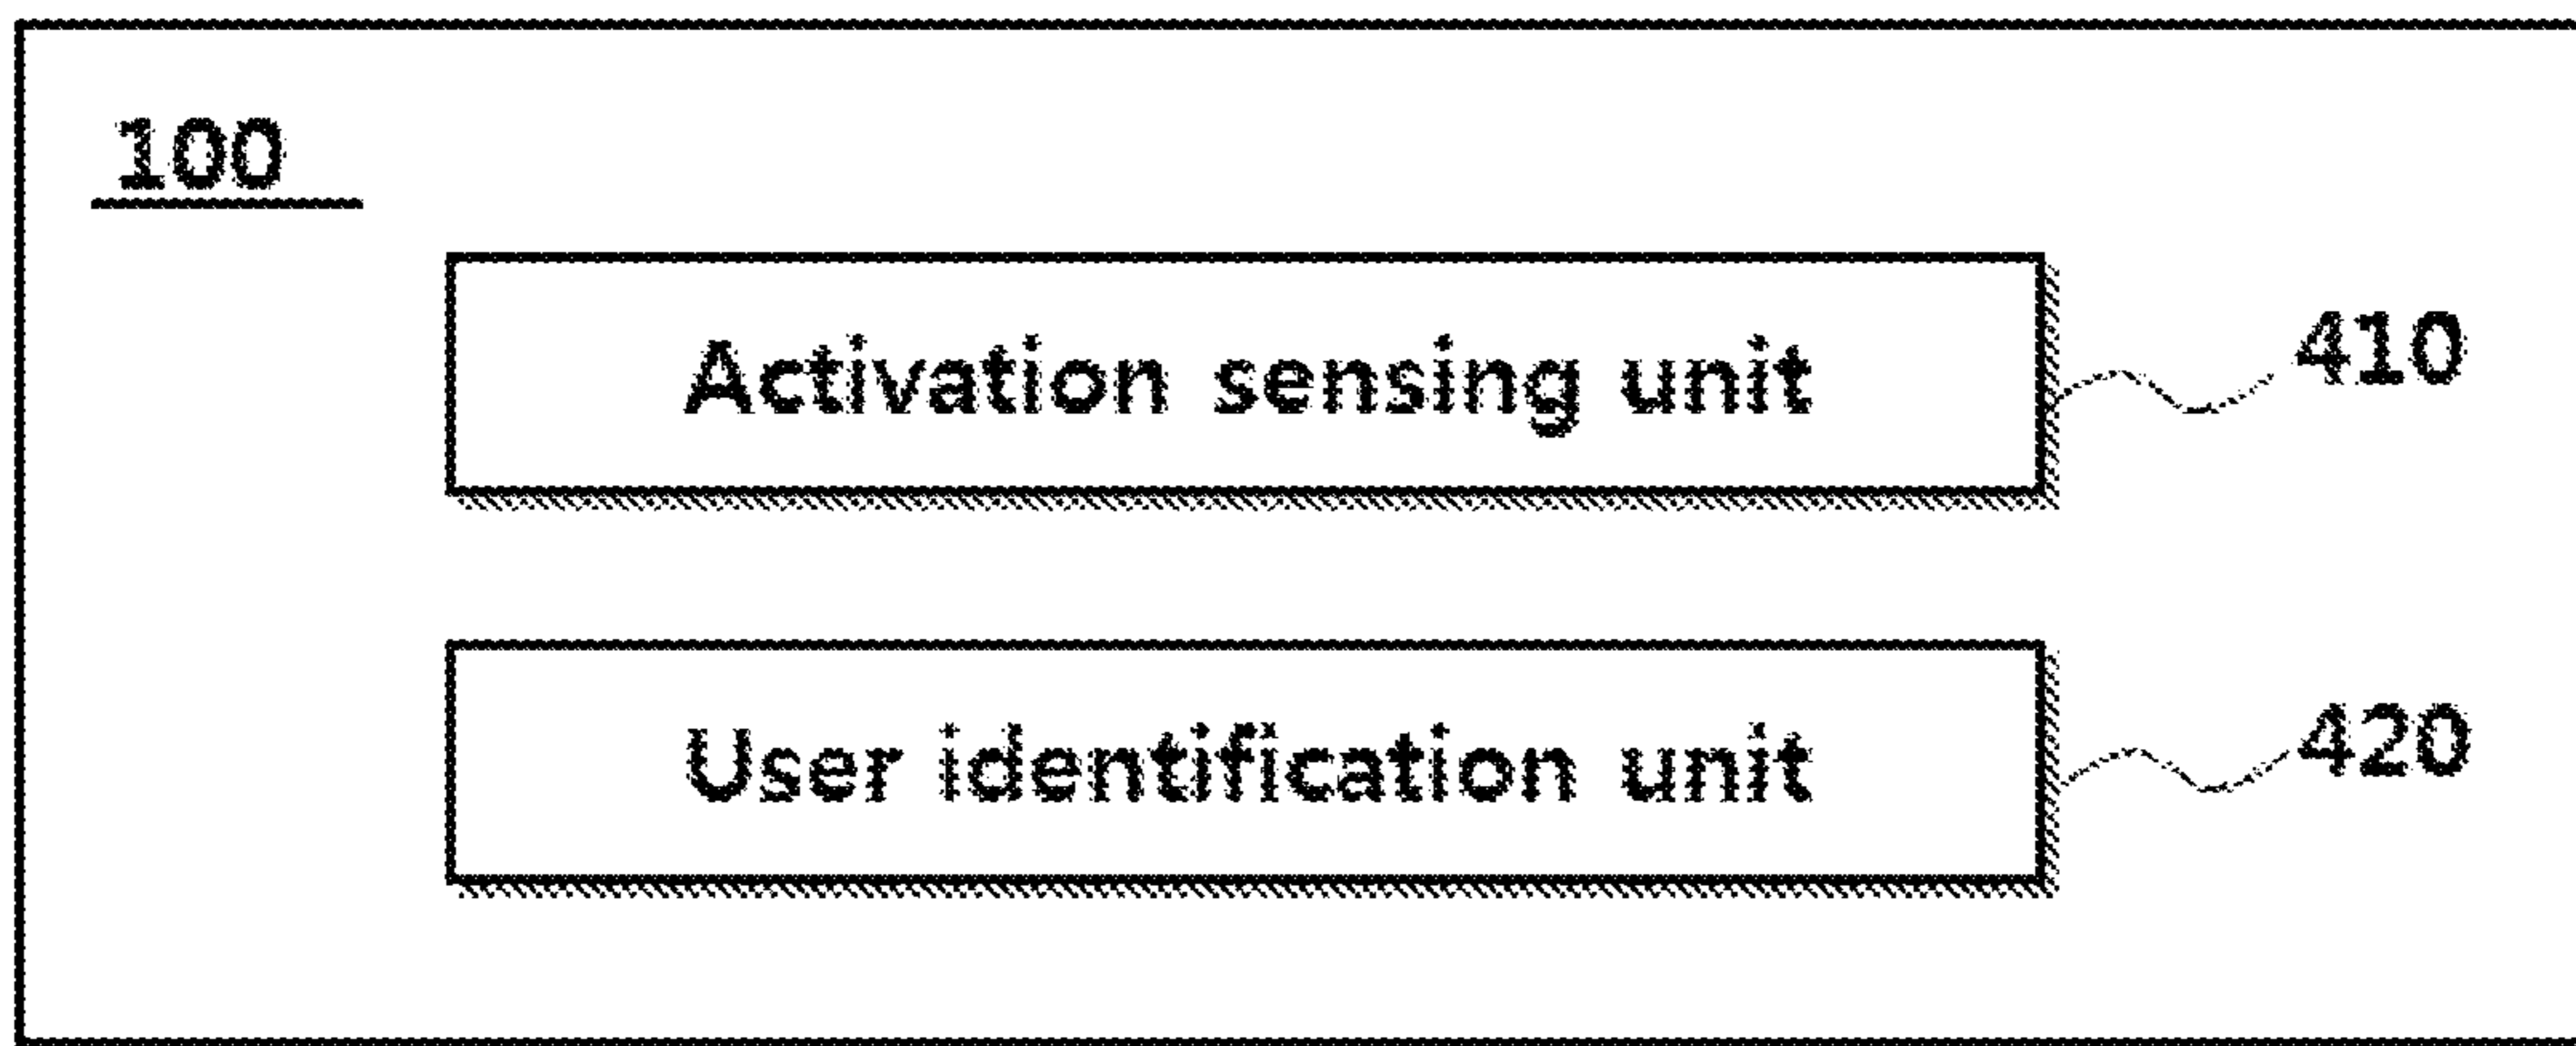 100
Activation sensing unit
410
User identification unit
420